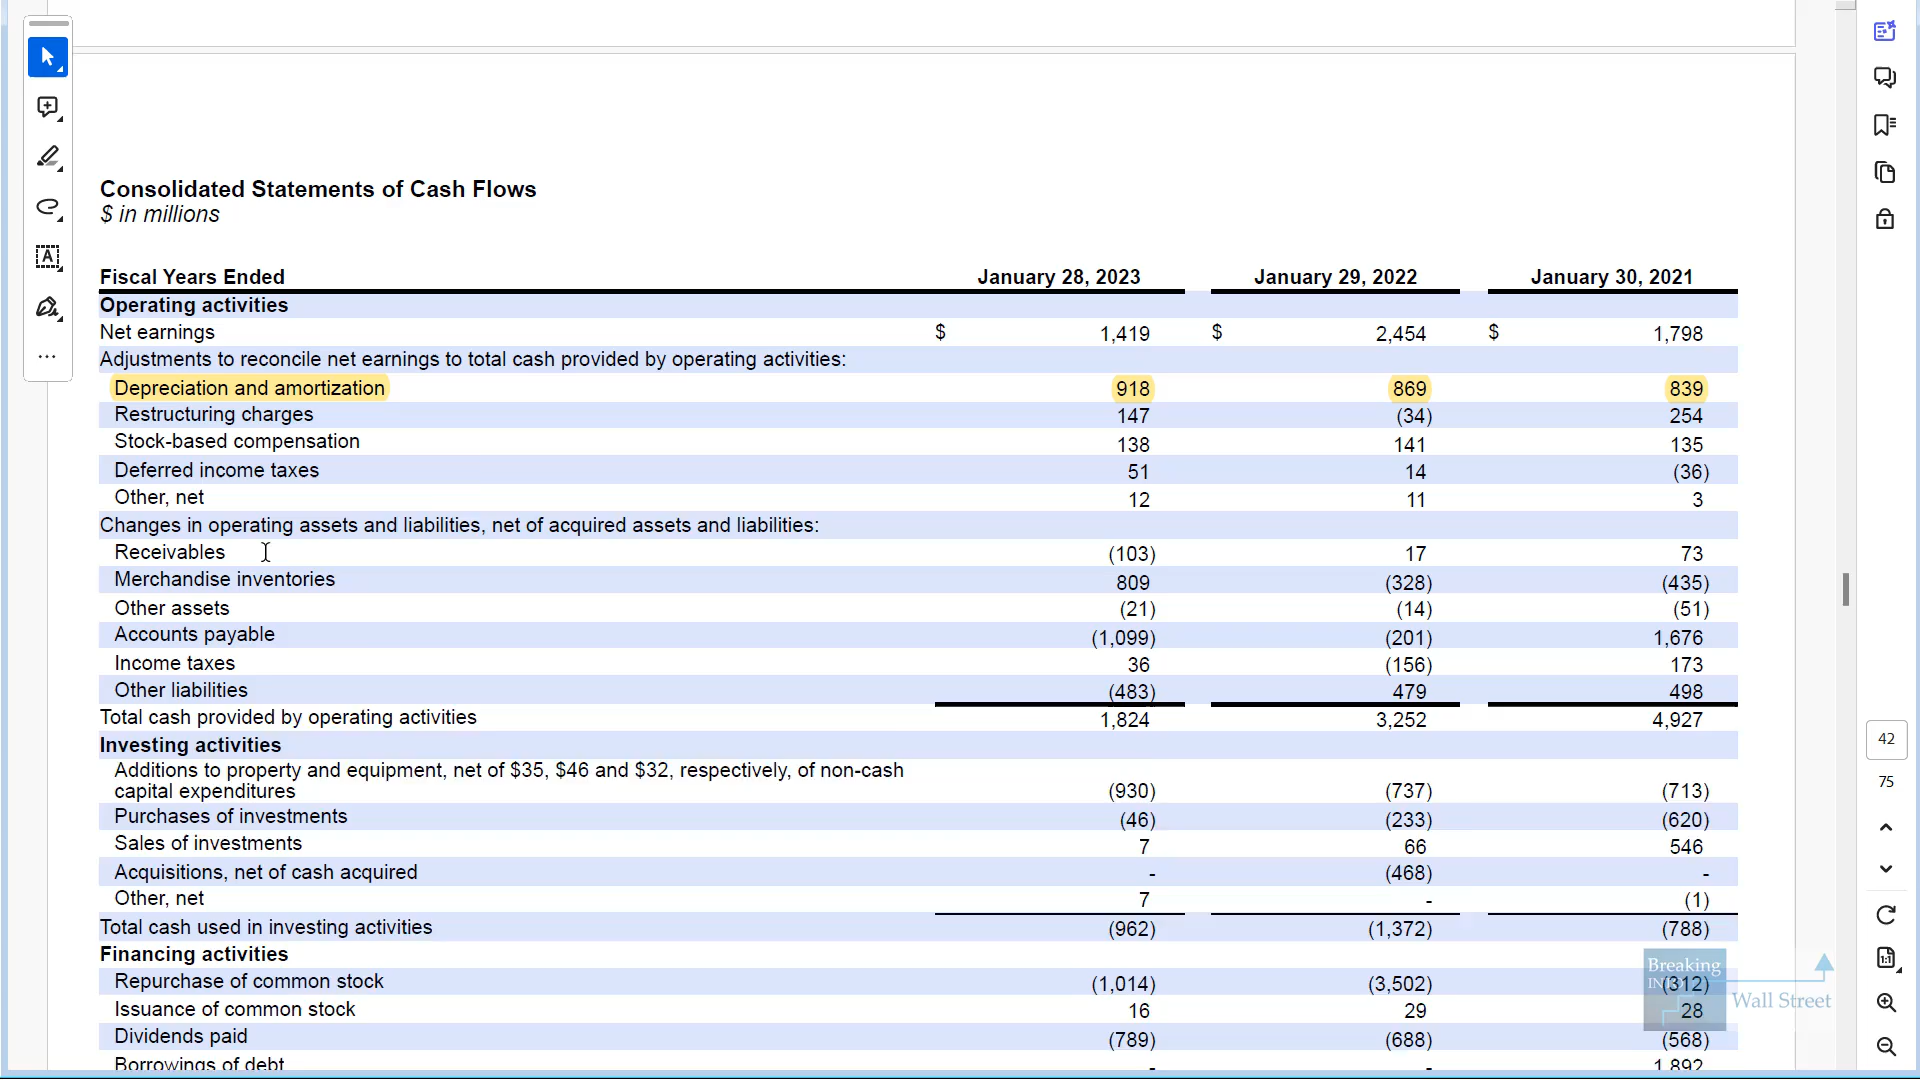 Consolidated Statements of Cash Flows
$ in millions
Fiscal Years Ended January 28, 2023 January 29, 2022 January 30, 2021
Operating activities
Net earnings $ 1,419 $ 2,454 $ 1,798
Adjustments to reconcile net earnings to total cash provided by operating activities:
Depreciation and amortization 918 869 839
Restructuring charges 147 (34) 254
Stock-based compensation 138 141 135
Deferred income taxes 51 14 (36)
Other, net 12 11 3
Changes in operating assets and liabilities, net of acquired assets and liabilities:
Receivables (103) 17 73
Merchandise inventories 809 (328) (435)
Other assets (21) (14) (51)
Accounts payable (1,099) (201) 1,676
Income taxes 36 (156) 173
Other liabilities (483) 479 498
Total cash provided by operating activities 1,824 3,252 4,927
Investing activities
Additions to property and equipment, net of $35, $46 and $32, respectively, of non-cash
capital expenditures (930) (737) (713)
Purchases of investments (46) (233) (620)
Sales of investments 7 66 546
Acquisitions, net of cash acquired - (468) -
Other, net 7 - (1)
Total cash used in investing activities (962) (1,372) (788)
Financing activities
Repurchase of common stock (1,014) (3,502) (312)
Issuance of common stock 16 29 28
Dividends paid (789) (688) (568)
Borrowings of debt - - 1,892
42
75
1:1
A
Breaking
Wall Street